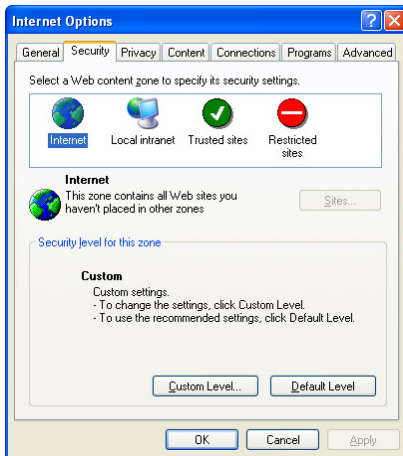 Internet Options
General Security Privacy Content Connections Programs Advanced
Select a Web content zone to specify its security settings.
Internet Local intranet Trusted sites Restricted
sites
Internet
This zone contains all Web sites you
haven't placed in other zones
Sites...
Security level for this zone
Custom
Custom settings.
- To change the settings, click Custom Level.
- To use the recommended settings, click Default Level.
Custom Level... Default Level
OK Cancel Apply